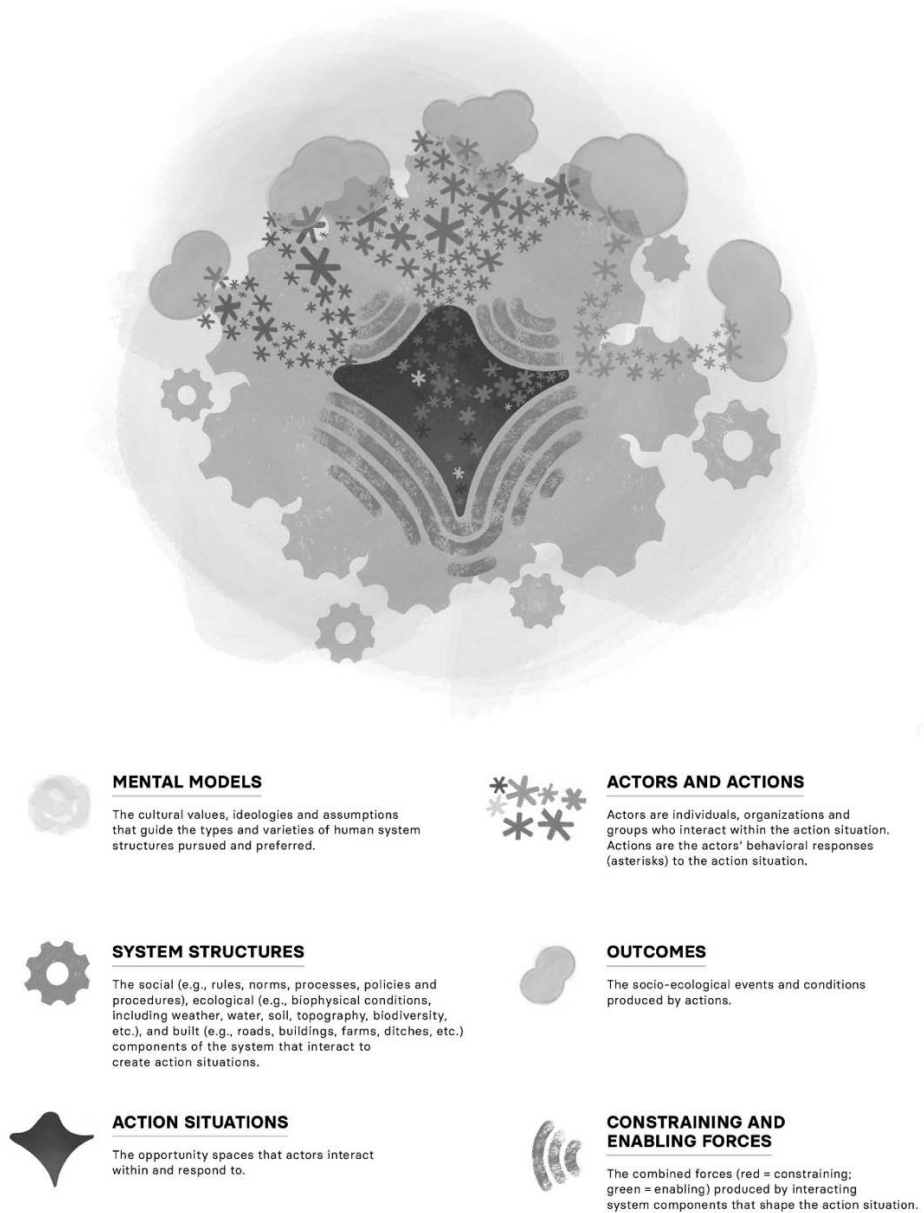 MENTAL MODELS
The cultural values, ideologies and assumptions
that guide the types and varieties of human system
structures pursued and preferred.
ACTORS AND ACTIONS
Actors are individuals, organizations and
groups who interact within the action situation.
Actions are the actors' behavioral responses
(asterisks) to the action situation.
SYSTEM STRUCTURES
The social (e.g., rules, norms, processes, policies and
procedures), ecological (e.g., biophysical conditions,
including weather, water, soil, topography, biodiversity,
etc.), and built (e.g., roads, buildings, farms, ditches, etc.)
components of the system that interact to
create action situations.
OUTCOMES
The socio-ecological events and conditions
produced by actions.
ACTION SITUATIONS
The opportunity spaces that actors interact
within and respond to.
CONSTRAINING AND
ENABLING FORCES
The combined forces (red = constraining;
green = enabling) produced by interacting
system components that shape the action situation.